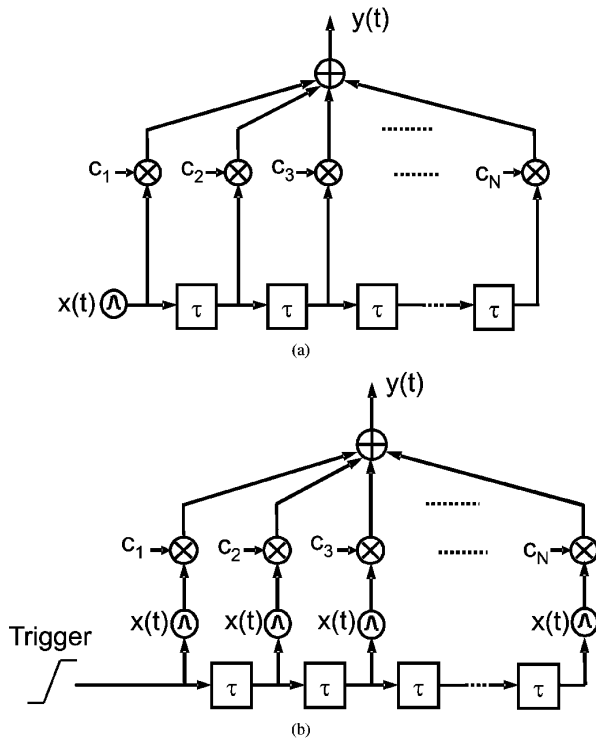 y(t)
c1 c2 c3 cN
x(t) τ τ τ τ
(a)
y(t)
c1 c2 c3 cN
x(t) x(t) x(t) x(t)
Trigger
τ τ τ τ
(b)